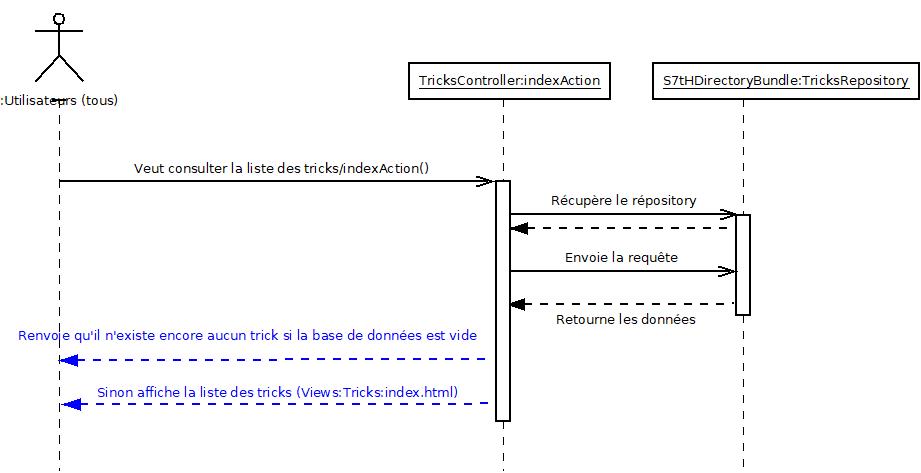 TricksController:indexAction
S7tHDirectoryBundle:TricksRepository
:Utilisateurs (tous)
Veut consulter la liste des tricks/indexAction()
Récupère le répository
Envoie la requête
Retourne les données
Renvoie qu'il n'existe encore aucun trick si la base de données est vide
Sinon affiche la liste des tricks (Views:Tricks:index.html)